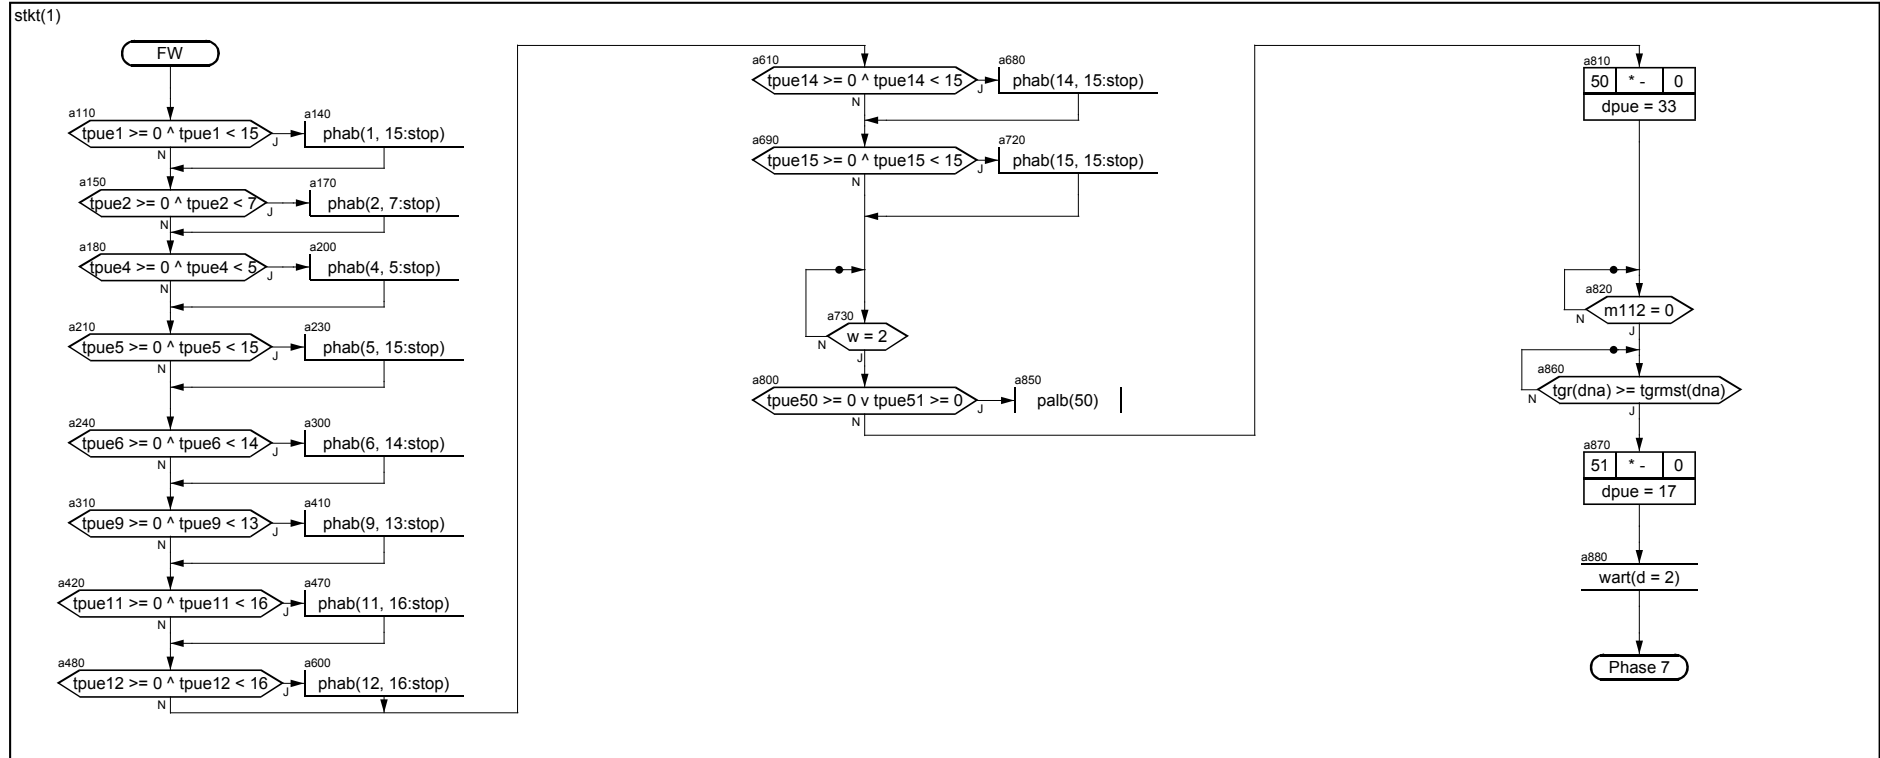 stkt(1)
FW
a110
tpue1 >= 0 ^ tpue1 < 15
J
N
a140
phab(1, 15:stop)
a150
tpue2 >= 0 ^ tpue2 < 7
J
N
a170
phab(2, 7:stop)
a180
tpue4 >= 0 ^ tpue4 < 5
J
N
a200
phab(4, 5:stop)
a210
tpue5 >= 0 ^ tpue5 < 15
J
N
a230
phab(5, 15:stop)
a240
tpue6 >= 0 ^ tpue6 < 14
J
N
a300
phab(6, 14:stop)
a310
tpue9 >= 0 ^ tpue9 < 13
J
N
a410
phab(9, 13:stop)
a420
tpue11 >= 0 ^ tpue11 < 16
J
N
a470
phab(11, 16:stop)
a480
tpue12 >= 0 ^ tpue12 < 16
J
N
a600
phab(12, 16:stop)
a610
tpue14 >= 0 ^ tpue14 < 15
J
N
a680
phab(14, 15:stop)
a690
tpue15 >= 0 ^ tpue15 < 15
J
N
a720
phab(15, 15:stop)
a730
w = 2
N
J
a800
tpue50 >= 0 v tpue51 >= 0
J
N
a850
palb(50)
a810
50 * - 0
dpue = 33
a820
m112 = 0
N
J
a860
tgr(dna) >= tgrmst(dna)
N
J
a870
51 * - 0
dpue = 17
a880
wart(d = 2)
Phase 7